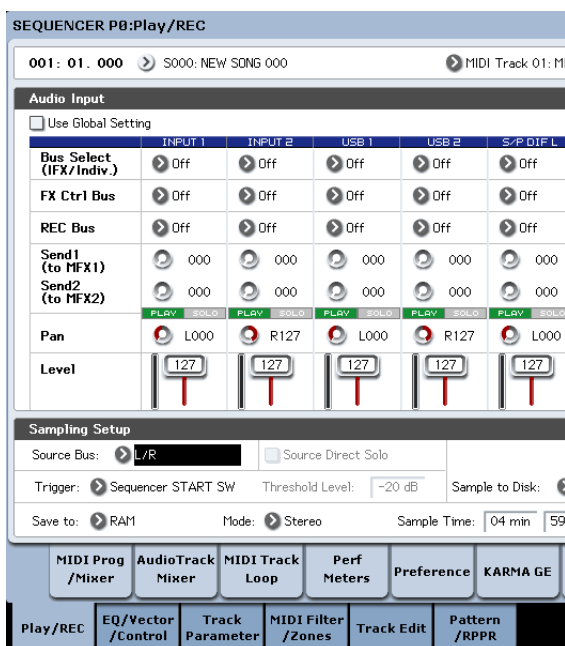 SEQUENCER P0:Play/REC
001: 01. 000 S000: NEW SONG 000 MIDI Track 01:
Audio Input
Use Global Setting
INPUT 1 INPUT 2 USB 1 USB 2 S/P DIF L
Bus Select
(IFX/Indiv.) Off Off Off Off Off
FX Ctrl Bus Off Off Off Off Off
REC Bus Off Off Off Off Off
Send1
(to MFX1) 000 000 000 000 000
Send2
(to MFX2) 000 000 000 000 000
PLAY SOLO PLAY SOLO PLAY SOLO PLAY SOLO PLAY SOLO
Pan L000 R127 L000 R127 L000
Level 127 127 127 127 127
Sampling Setup
Source Bus: L/R Source Direct Solo
Trigger: Sequencer START SW Threshold Level: -20 dB Sample to Disk:
Save to: RAM Mode: Stereo Sample Time: 04 min 59
MIDI Prog
/Mixer AudioTrack
Mixer MIDI Track
Loop Perf
Meters Preference KARMA GE
Play/REC EQ/Vector
/Control Track
Parameter MIDI Filter
/Zones Track Edit Pattern
/RPPR